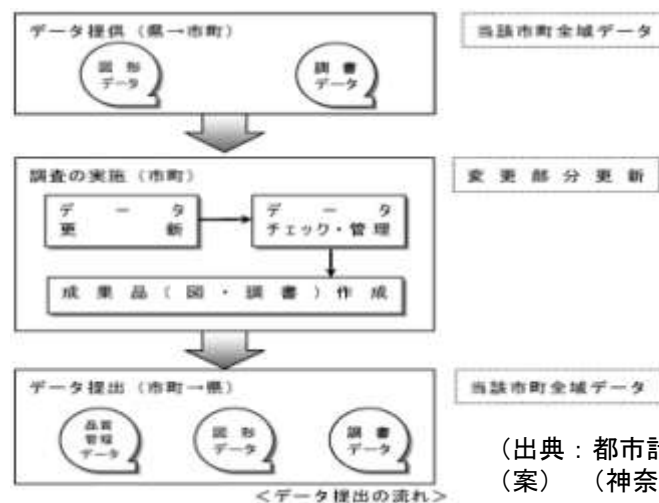 データ提供（県→市町）
当該市町全域データ
図形
データ
調書
データ
調査の実施（市町）
変更部分更新
データ
更新
データ
チェック・管理
成果品（図・調書）作成
データ提出（市町→県）
当該市町全域データ
品質
管理
データ
図形
データ
調書
データ
（出典：都市計
（案）　（神奈
＜データ提出の流れ＞